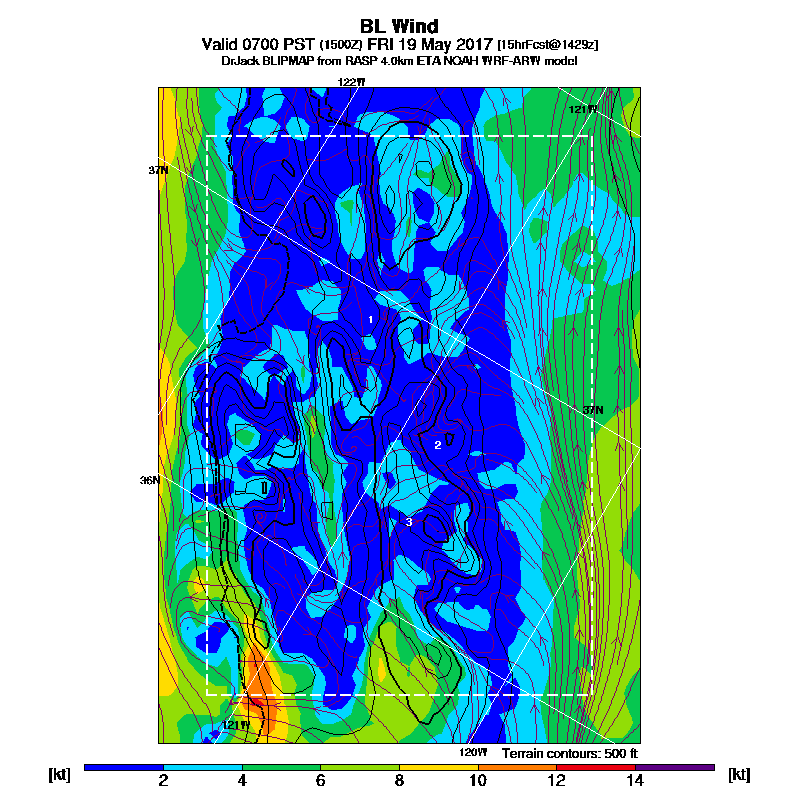 BL Wind
Valid 0700 PST (1500Z) FRI 19 May 2017 [15hrFcst@1429z]
DrJack BLIPMAP from RASP 4.0km ETA NOAH WRF-ARW model
122W
121W
37N
1
37N
2
36N
3
121W
120W Terrain contours: 500 ft
[kt] 2 4 6 8 10 12 14 [kt]